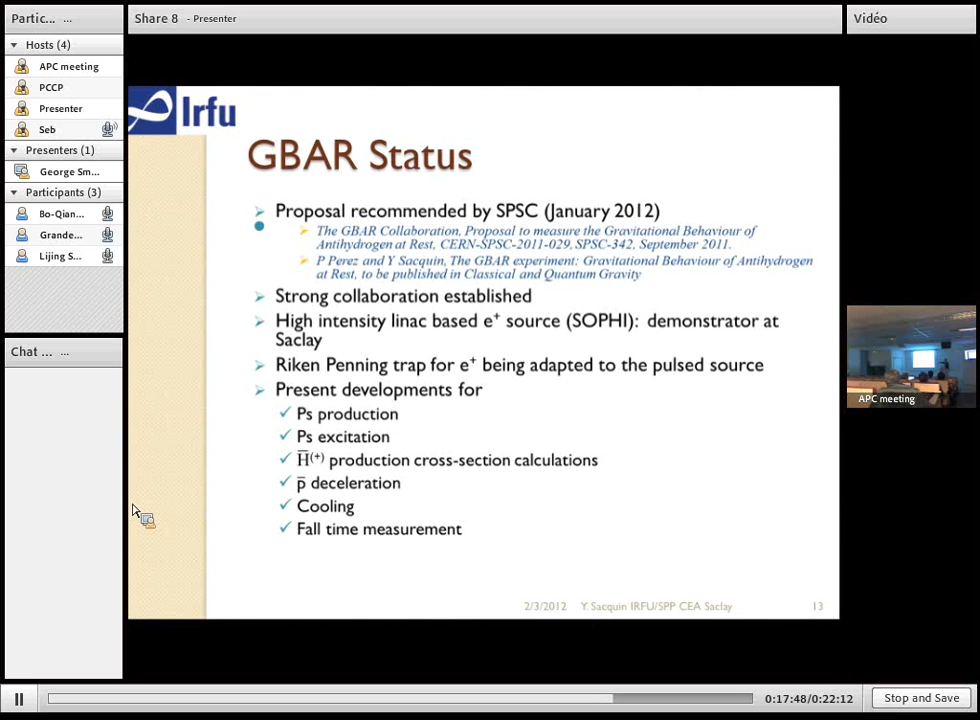 Partic... ...
Share 8 - Presenter
Vidéo
Hosts (4)
APC meeting
PCCP
Presenter
Seb
Presenters (1)
George Sm...
Participants (3)
Bo-Qian...
Grande...
Lijing S...
Chat ... ...
Irfu
GBAR Status
Proposal recommended by SPSC (January 2012)
The GBAR Collaboration, Proposal to measure the Gravitational Behaviour of
Antihydrogen at Rest, CERN-SPSC-2011-029, SPSC-342, September 2011.
P Perez and Y Sacquin, The GBAR experiment: Gravitational Behaviour of Antihydrogen
at Rest, to be published in Classical and Quantum Gravity
Strong collaboration established
High intensity linac based e⁺ source (SOPHI): demonstrator at
Saclay
Riken Penning trap for e⁺ being adapted to the pulsed source
Present developments for
✓ Ps production
✓ Ps excitation
✓ H̅⁽⁺⁾ production cross-section calculations
✓ p̅ deceleration
✓ Cooling
✓ Fall time measurement
2/3/2012 Y. Sacquin IRFU/SPP CEA Saclay 13
APC meeting
0:17:48/0:22:12
Stop and Save